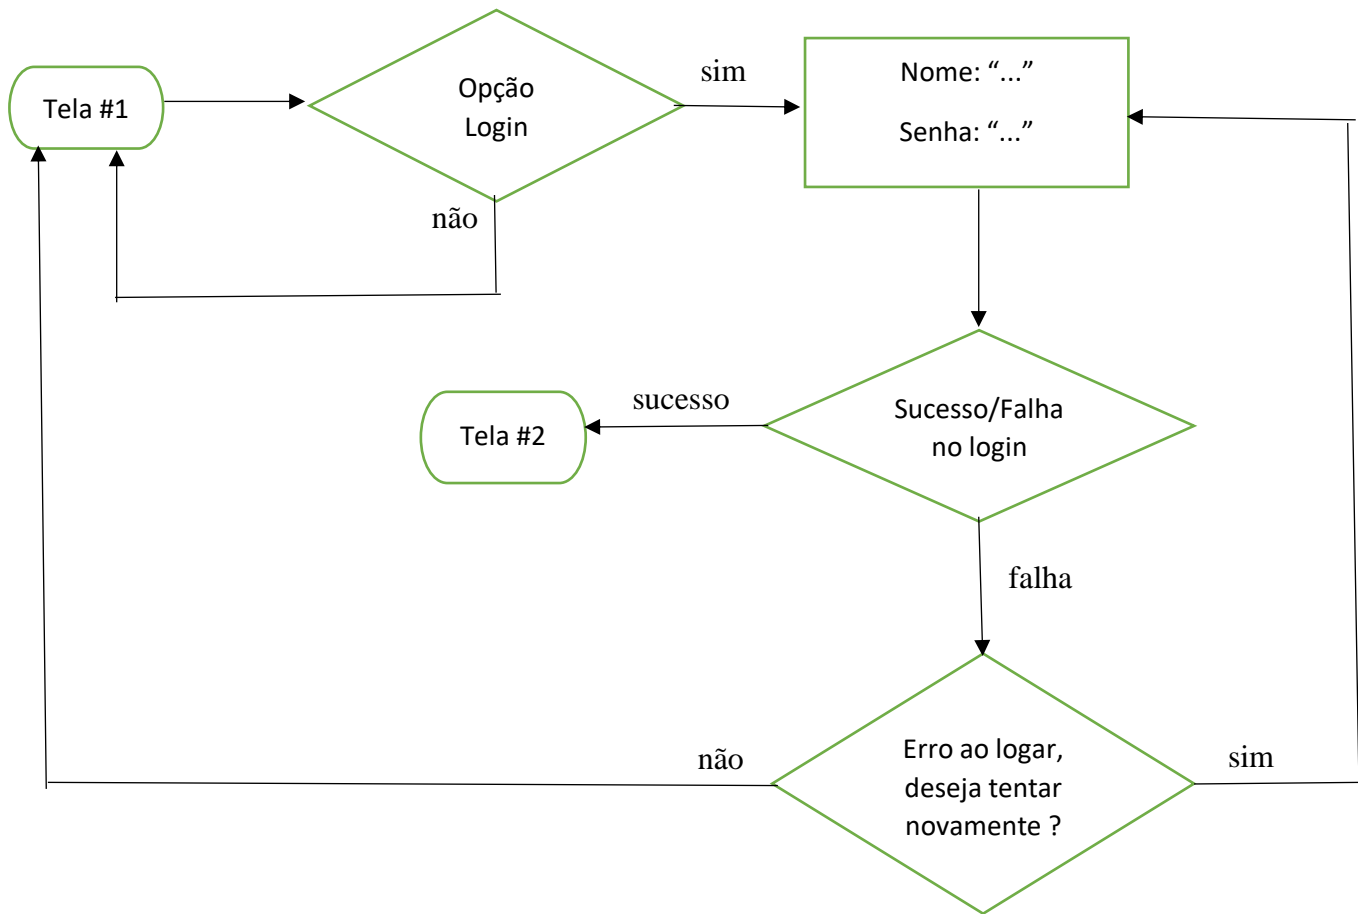 Tela #1
Opção
Login
sim
não
Nome: “...”
Senha: “...”
Sucesso/Falha
no login
sucesso
Tela #2
falha
Erro ao logar,
deseja tentar
novamente ?
não
sim